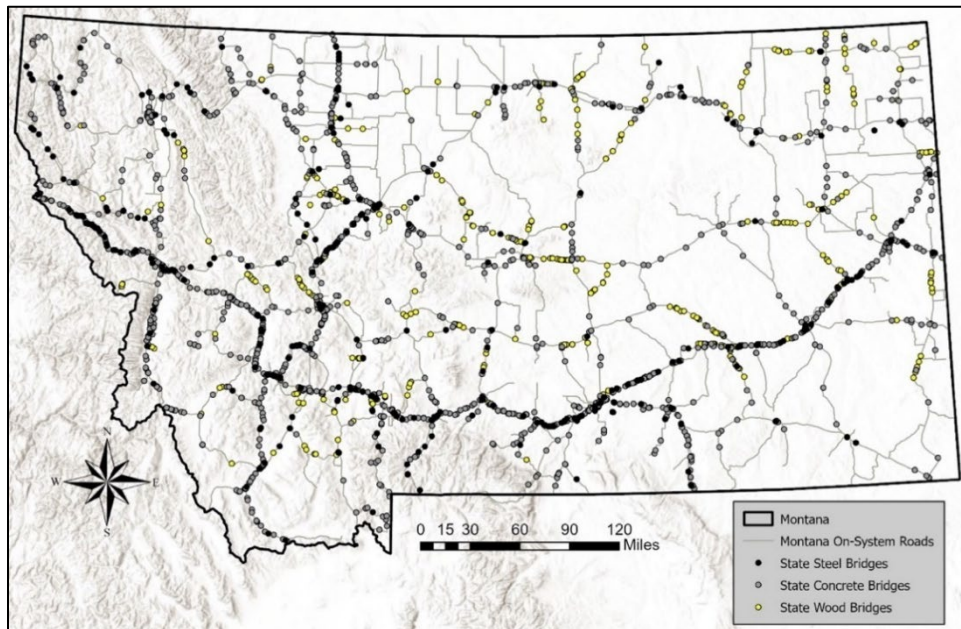 N
W E
S
0 15 30 60 90 120
Miles
Montana
Montana On-System Roads
State Steel Bridges
State Concrete Bridges
State Wood Bridges